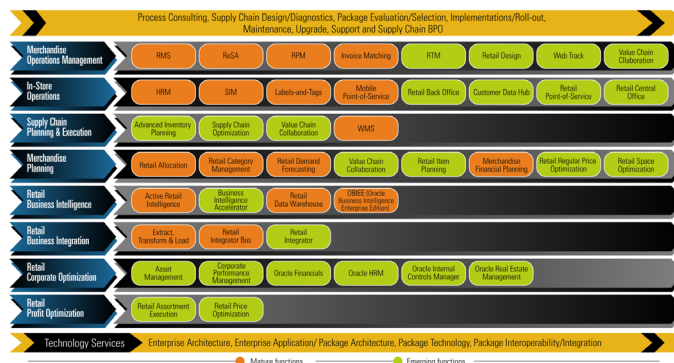 Process Consulting, Supply Chain Design/Diagnostics, Package Evaluation/Selection, Implementations/Roll-out,
Maintenance, Upgrade, Support and Supply Chain BPO
Merchandise
Operations Management
RMS
ReSA
RPM
Invoice Matching
RTM
Retail Design
Web Track
Value Chain
Cllaboration
In-Store
Operations
HRM
SIM
Labels-and-Tags
Mobile
Point-of-Service
Retail Back Office
Customer Data Hub
Retail
Point-of-Service
Retail Central
Office
Supply Chain
Planning & Execution
Advanced Inventory
Planning
Supply Chain
Optimization
Value Chain
Collaboration
WMS
Merchandise
Planning
Retail Allocation
Retail Category
Management
Retail Demand
Forecasting
Value Chain
Collaboration
Retail Item
Planning
Merchandise
Financial Planning
Retail Regular Price
Optimization
Retail Space
Optimization
Retail
Business Intelligence
Active Retail
Intelligence
Business
Intelligence
Accelerator
Retail
Data Warehouse
OBIEE (Oracle
Business Intelligence
Enterprise Edition)
Retail
Business Integration
Extract,
Transform & Load
Retail
Integrator Bus
Retail
Integrator
Retail
Corporate Optimization
Asset
Management
Corporate
Performance
Management
Oracle Financials
Oracle HRM
Oracle Internal
Controls Manager
Oracle Real Estate
Management
Retail
Profit Optimization
Retail Assortment
Execution
Retail Price
Optimization
Technology Services
Enterprise Architecture, Enterprise Application/ Package Architecture, Package Technology, Package Interoperability/Integration
Mature functions
Emerging functions